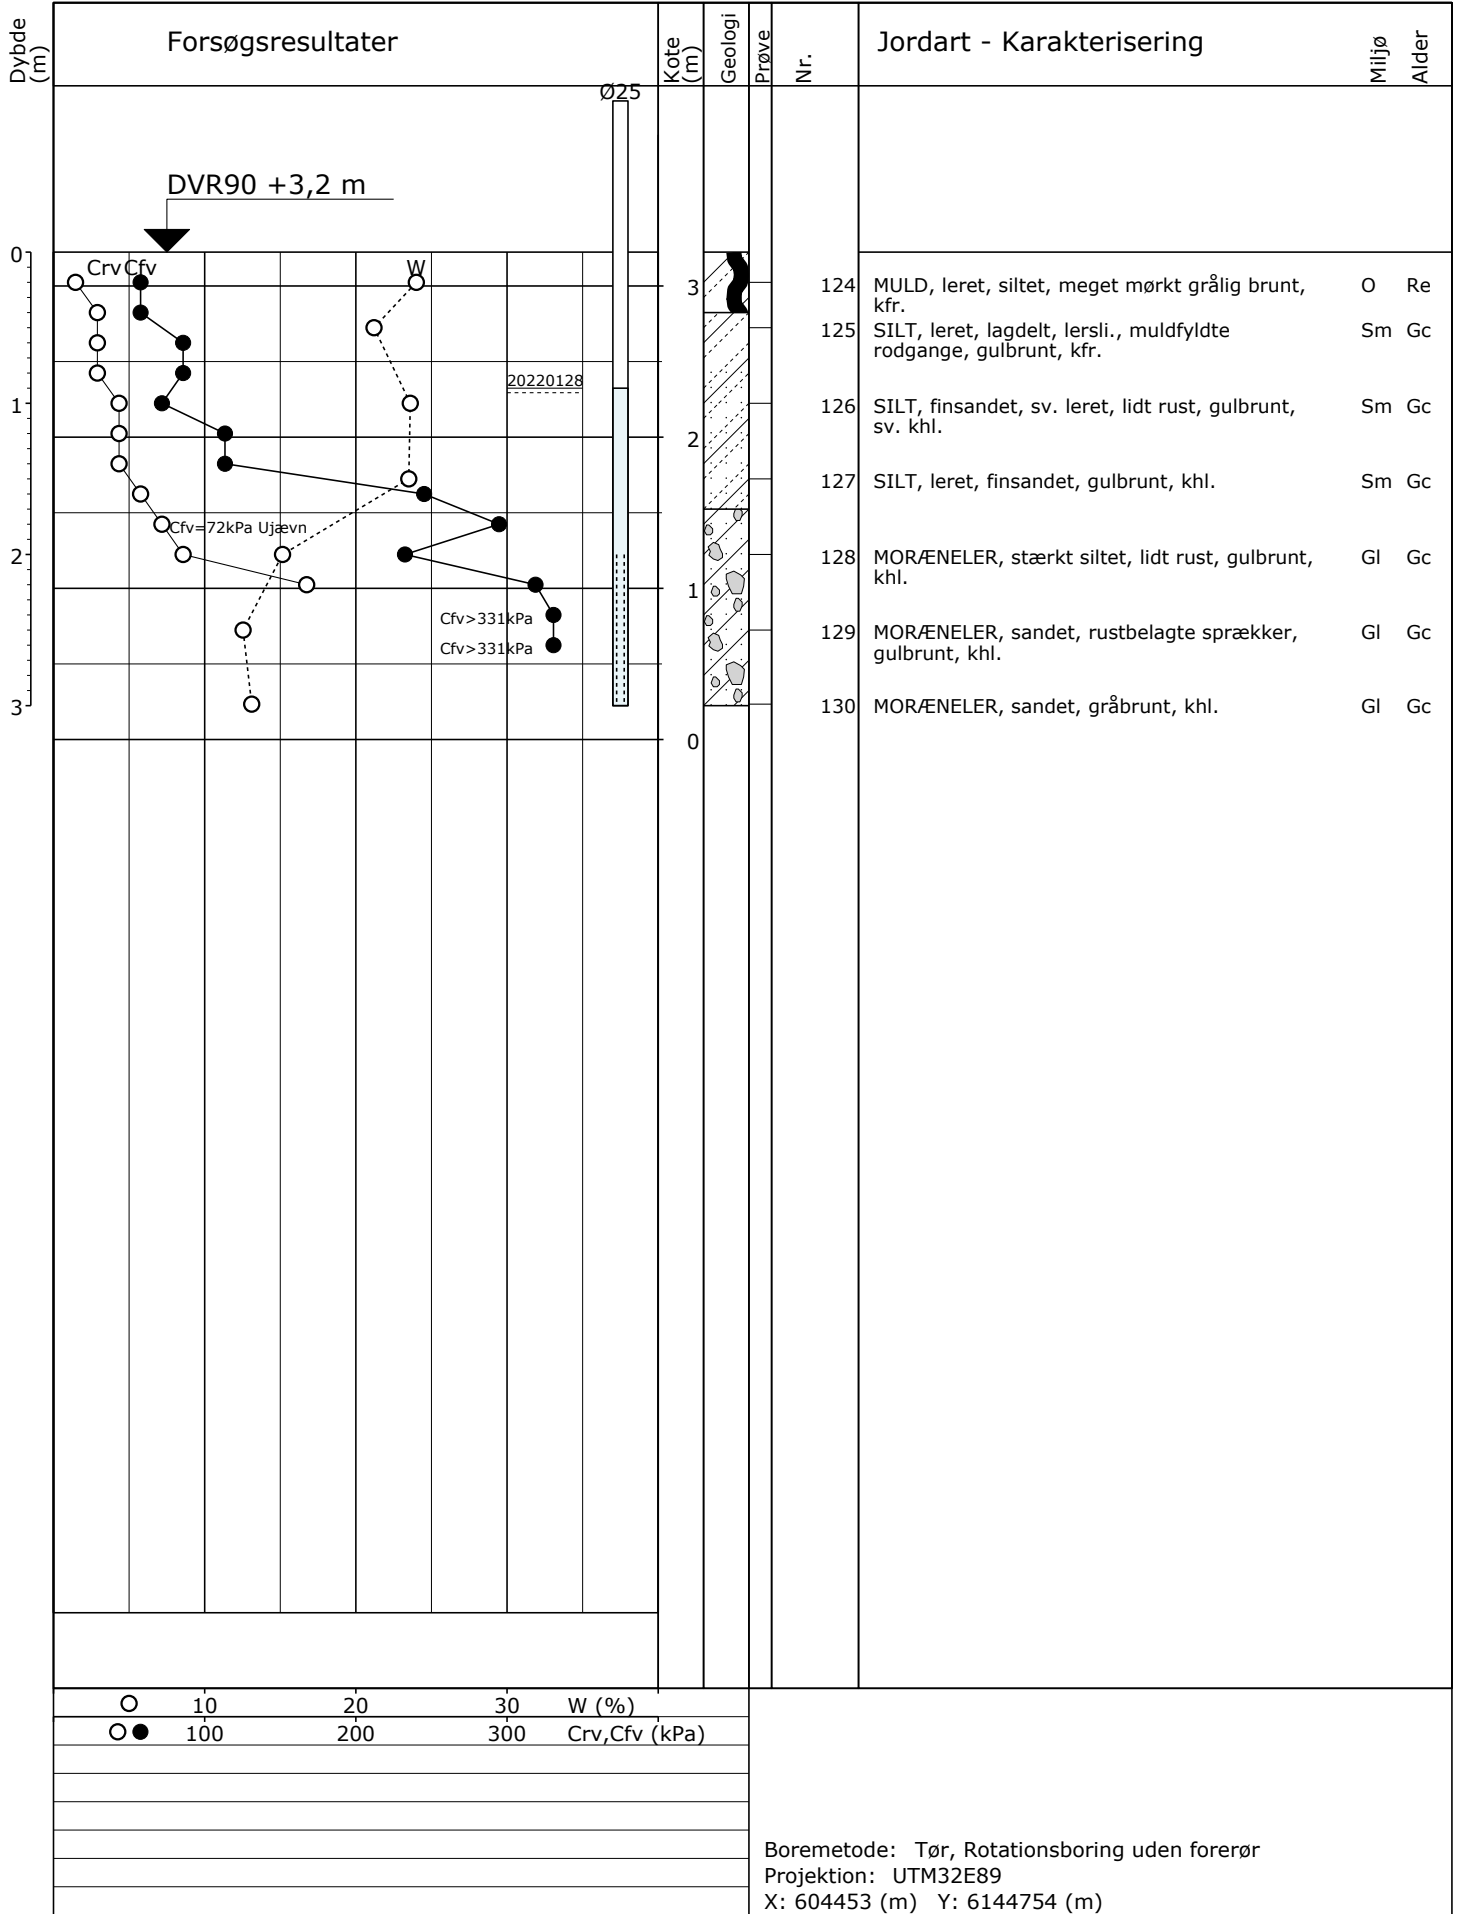 Dybde (m)
Forsøgsresultater
Kote (m)
Geologi
Prøve
Nr.
Jordart - Karakterisering
Miljø
Alder
Ø25
DVR90 +3,2 m
0
Crv Cfv
W
3
124 MULD, leret, siltet, meget mørkt grålig brunt, O Re
kfr.
125 SILT, leret, lagdelt, lersli., muldfyldte Sm Gc
rodgange, gulbrunt, kfr.
20220128
1
126 SILT, finsandet, sv. leret, lidt rust, gulbrunt, Sm Gc
sv. khl.
2
127 SILT, leret, finsandet, gulbrunt, khl. Sm Gc
Cfv=72kPa Ujævn
2
128 MORÆNELER, stærkt siltet, lidt rust, gulbrunt, Gl Gc
khl.
1
Cfv>331kPa
129 MORÆNELER, sandet, rustbelagte sprækker, Gl Gc
gulbrunt, khl.
Cfv>331kPa
3
130 MORÆNELER, sandet, gråbrunt, khl. Gl Gc
0
10 20 30 W (%)
100 200 300 Crv,Cfv (kPa)
Boremetode: Tør, Rotationsboring uden forerør
Projektion: UTM32E89
X: 604453 (m) Y: 6144754 (m)